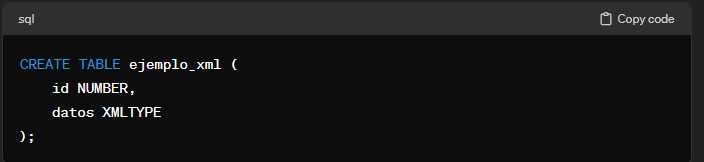 sql
Copy code
CREATE TABLE ejemplo_xml (
    id NUMBER,
    datos XMLTYPE
);